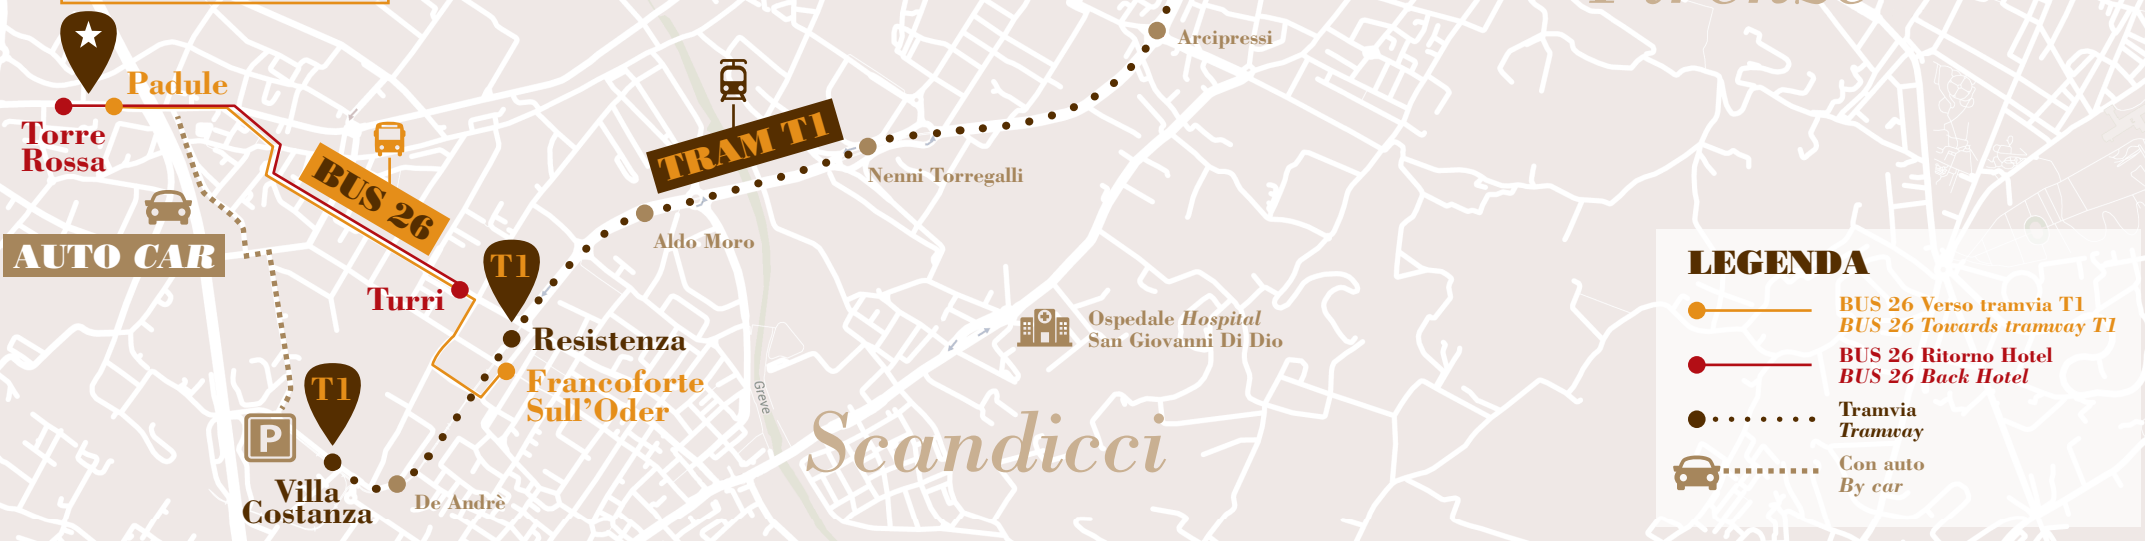 Firenze
Arcipressi
Padule
Torre
Rossa
TRAM T1
Nenni Torregalli
BUS 26
AUTO CAR
Aldo Moro
T1
Turri
Resistenza
Francoforte
Sull'Oder
Ospedale Hospital
San Giovanni Di Dio
Greve
Scandicci
T1
P
Villa
Costanza
De Andrè
LEGENDA
BUS 26 Verso tramvia T1
BUS 26 Towards tramway T1
BUS 26 Ritorno Hotel
BUS 26 Back Hotel
Tramvia
Tramway
Con auto
By car